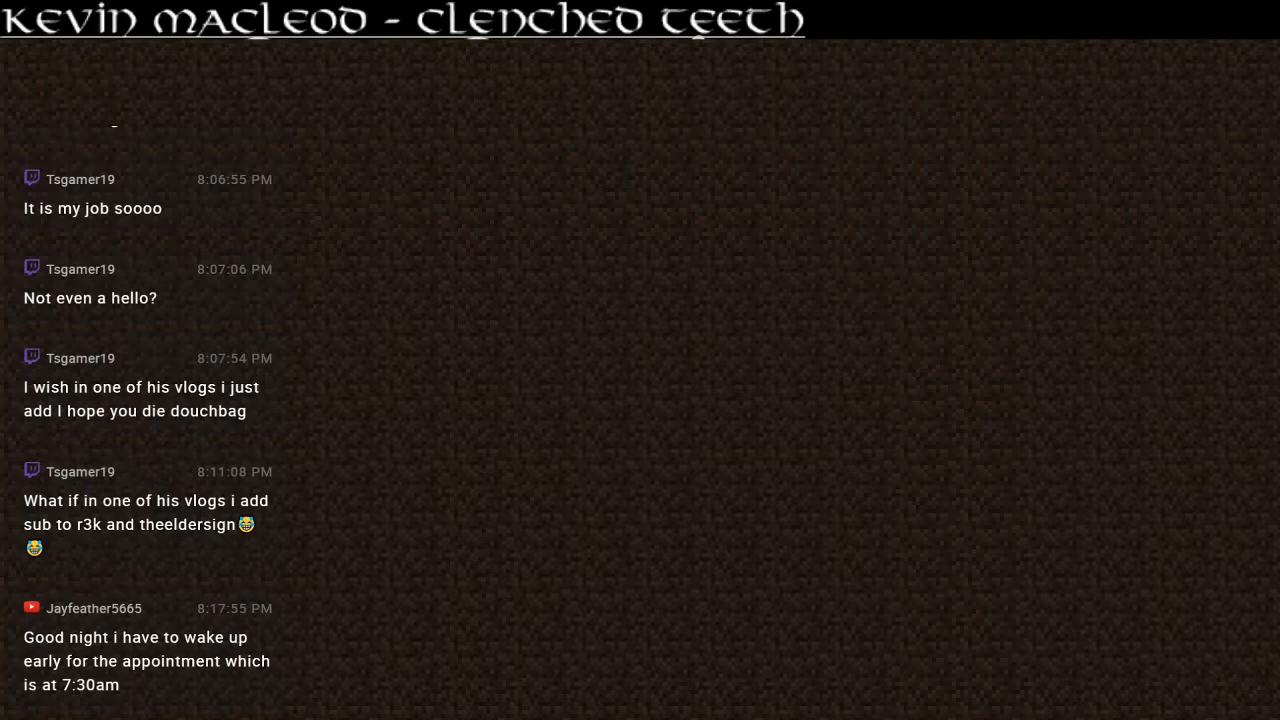 Kevin MacLeod - Clenched Teeth
Tsgamer19 8:06:55 PM
It is my job soooo
Tsgamer19 8:07:06 PM
Not even a hello?
Tsgamer19 8:07:54 PM
I wish in one of his vlogs i just
add I hope you die douchbag
Tsgamer19 8:11:08 PM
What if in one of his vlogs i add
sub to r3k and theeldersign😹
😹
Jayfeather5665 8:17:55 PM
Good night i have to wake up
early for the appointment which
is at 7:30am